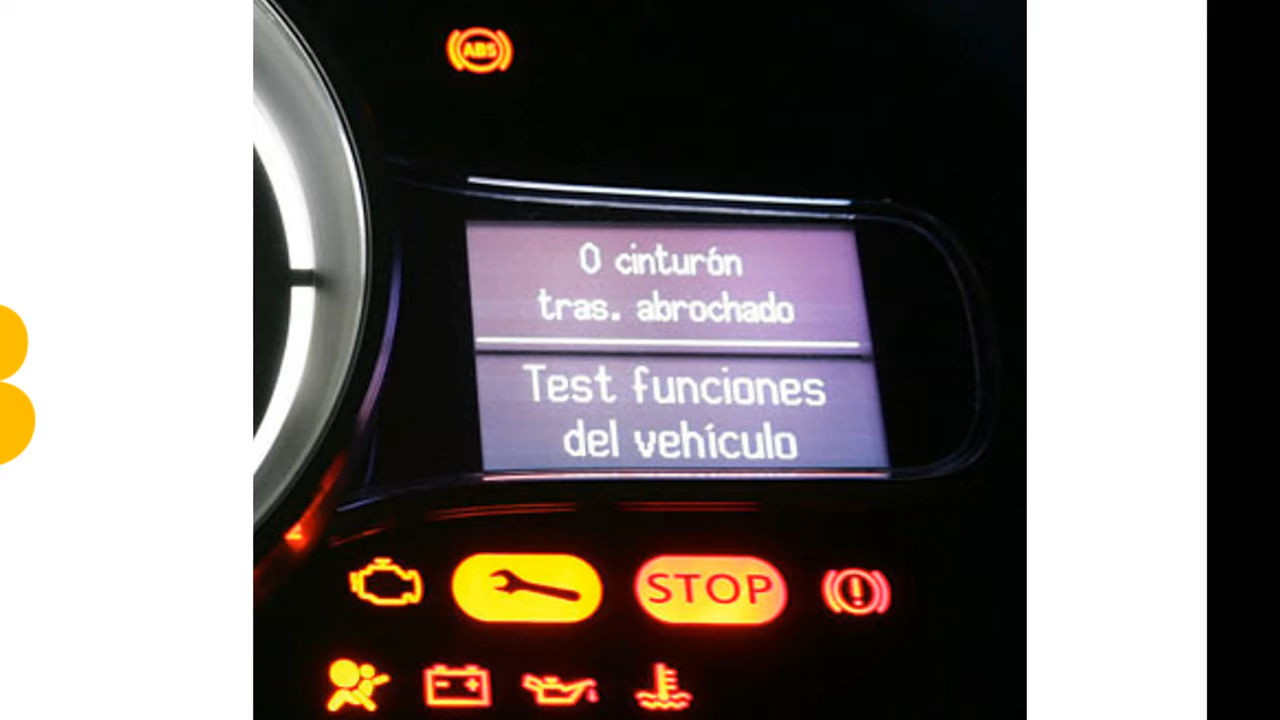 ABS
0 cinturón
tras. abrochado
Test funciones
del vehículo
STOP